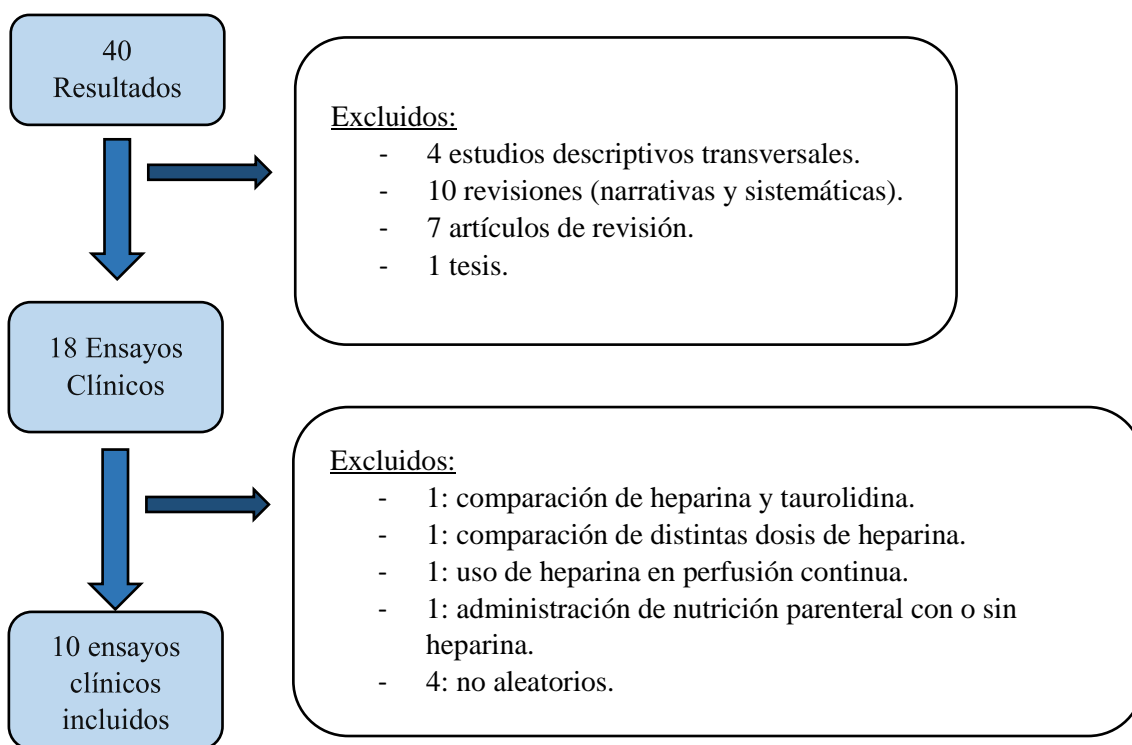 40
Resultados
Excluidos:
- 4 estudios descriptivos transversales.
- 10 revisiones (narrativas y sistemáticas).
- 7 artículos de revisión.
- 1 tesis.
18 Ensayos
Clínicos
Excluidos:
- 1: comparación de heparina y taurolidina.
- 1: comparación de distintas dosis de heparina.
- 1: uso de heparina en perfusión continua.
- 1: administración de nutrición parenteral con o sin
heparina.
- 4: no aleatorios.
10 ensayos
clínicos
incluidos